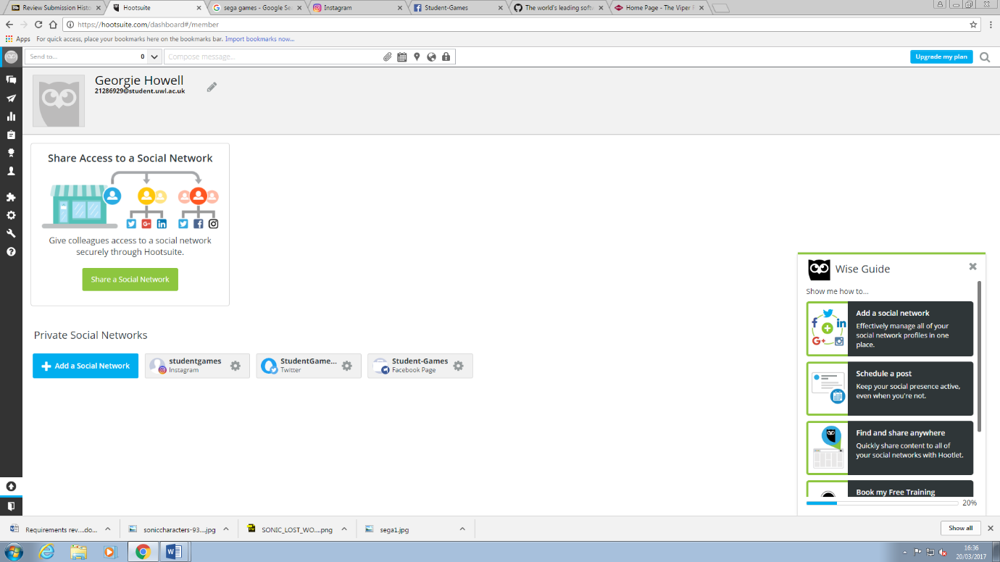 Review Submission Histo
Hootsuite
sega games - Google Sea
Instagram
Student-Games
The world's leading softw
Home Page - The Viper F
https://hootsuite.com/dashboard#/member
Apps For quick access, place your bookmarks here on the bookmarks bar. Import bookmarks now...
Send to... 0
Compose message...
Upgrade my plan
Georgie Howell
21286929@student.uwl.ac.uk
Share Access to a Social Network
Give colleagues access to a social network
securely through Hootsuite.
Share a Social Network
Private Social Networks
Add a Social Network
studentgames
Instagram
StudentGame...
Twitter
Student-Games
Facebook Page
Wise Guide
Show me how to...
Add a social network
Effectively manage all of your
social network profiles in one
place.
Schedule a post
Keep your social presence active,
even when you're not.
Find and share anywhere
Quickly share content to all of
your social networks with Hootlet.
Book my Free Training
20%
Requirements rev....do...
soniccharacters-93....jpg
SONIC_LOST_WO....png
sega1.jpg
Show all
16:36
20/03/2017